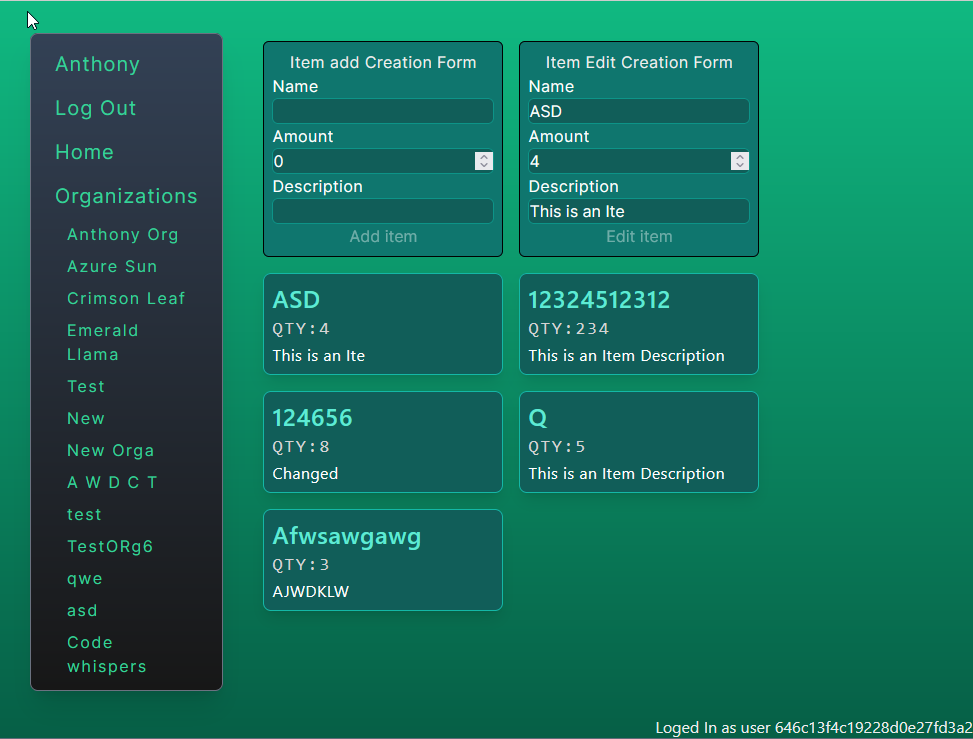 Anthony
Log Out
Home
Organizations
Anthony Org
Azure Sun
Crimson Leaf
Emerald
Llama
Test
New
New Orga
A W D C T
test
TestORg6
qwe
asd
Code
whispers
Item add Creation Form
Name
Amount
0
Description
Add item
Item Edit Creation Form
Name
ASD
Amount
4
Description
This is an Ite
Edit item
ASD
QTY:4
This is an Ite
12324512312
QTY:234
This is an Item Description
124656
QTY:8
Changed
Q
QTY:5
This is an Item Description
Afwsawgawg
QTY:3
AJWDKLW
Loged In as user 646c13f4c19228d0e27fd3a2